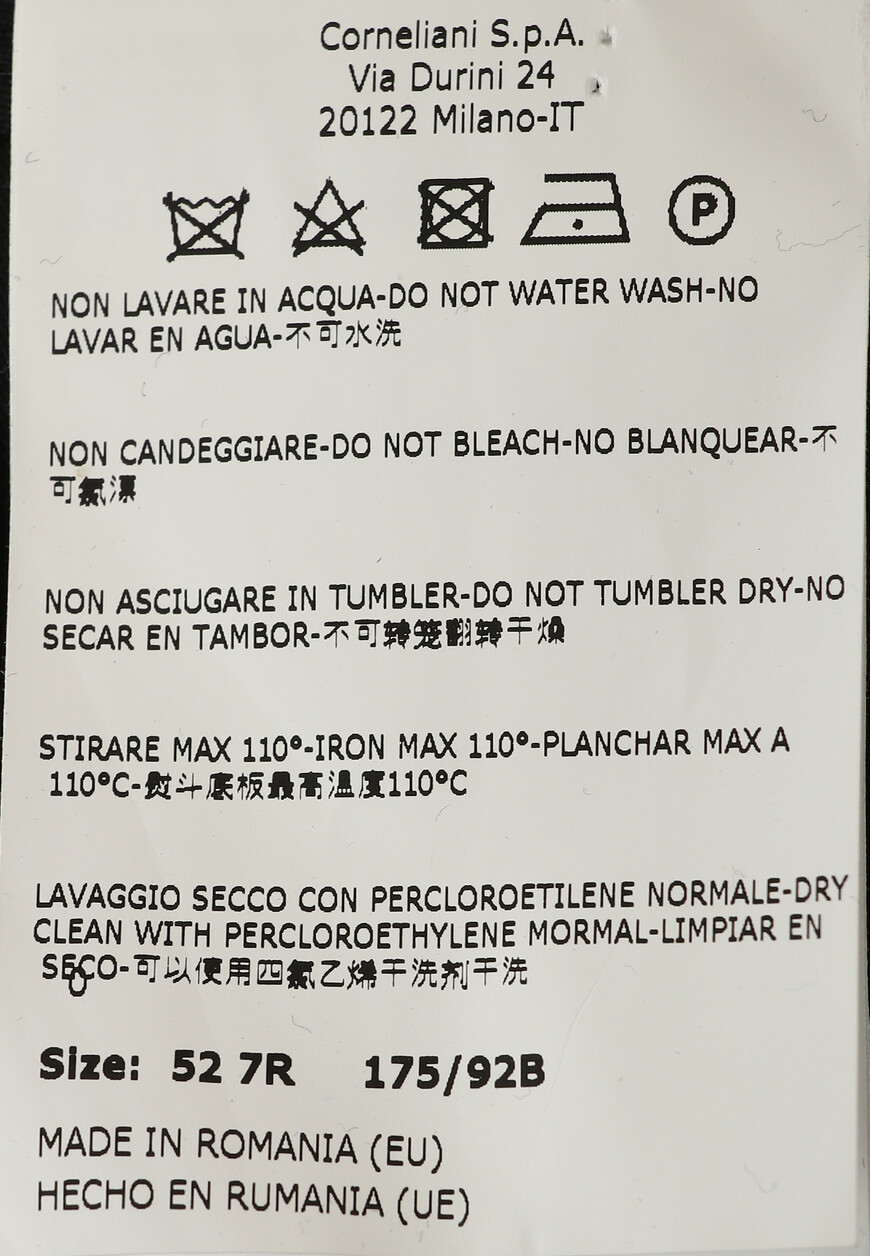 Corneliani S.p.A.
Via Durini 24
20122 Milano-IT
P
NON LAVARE IN ACQUA-DO NOT WATER WASH-NO
LAVAR EN AGUA-不可水洗
NON CANDEGGIARE-DO NOT BLEACH-NO BLANQUEAR-不
可氯漂
NON ASCIUGARE IN TUMBLER-DO NOT TUMBLER DRY-NO
SECAR EN TAMBOR-不可转笼翻转干燥
STIRARE MAX 110°-IRON MAX 110°-PLANCHAR MAX A
110°C-熨斗底板最高温度110°C
LAVAGGIO SECCO CON PERCLOROETILENE NORMALE-DRY
CLEAN WITH PERCLOROETHYLENE MORMAL-LIMPIAR EN
SECO-可以使用四氯乙烯干洗剂干洗
Size: 52 7R 175/92B
MADE IN ROMANIA (EU)
HECHO EN RUMANIA (UE)